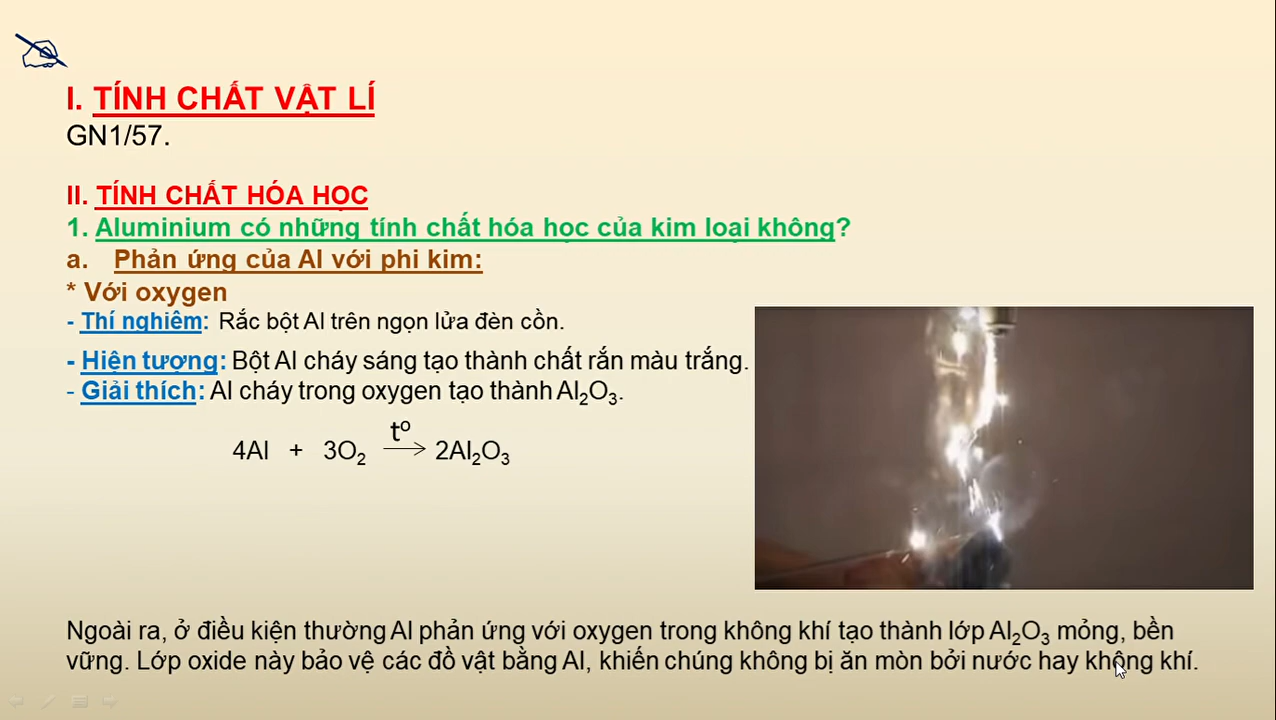 I. TÍNH CHẤT VẬT LÍ
GN1/57.
II. TÍNH CHẤT HÓA HỌC
1. Aluminium có những tính chất hóa học của kim loại không?
a. Phản ứng của Al với phi kim:
* Với oxygen
- Thí nghiệm: Rắc bột Al trên ngọn lửa đèn cồn.
- Hiện tượng: Bột Al cháy sáng tạo thành chất rắn màu trắng.
- Giải thích: Al cháy trong oxygen tạo thành Al₂O₃.
4Al + 3O₂ —tº→ 2Al₂O₃
Ngoài ra, ở điều kiện thường Al phản ứng với oxygen trong không khí tạo thành lớp Al₂O₃ mỏng, bền
vững. Lớp oxide này bảo vệ các đồ vật bằng Al, khiến chúng không bị ăn mòn bởi nước hay không khí.